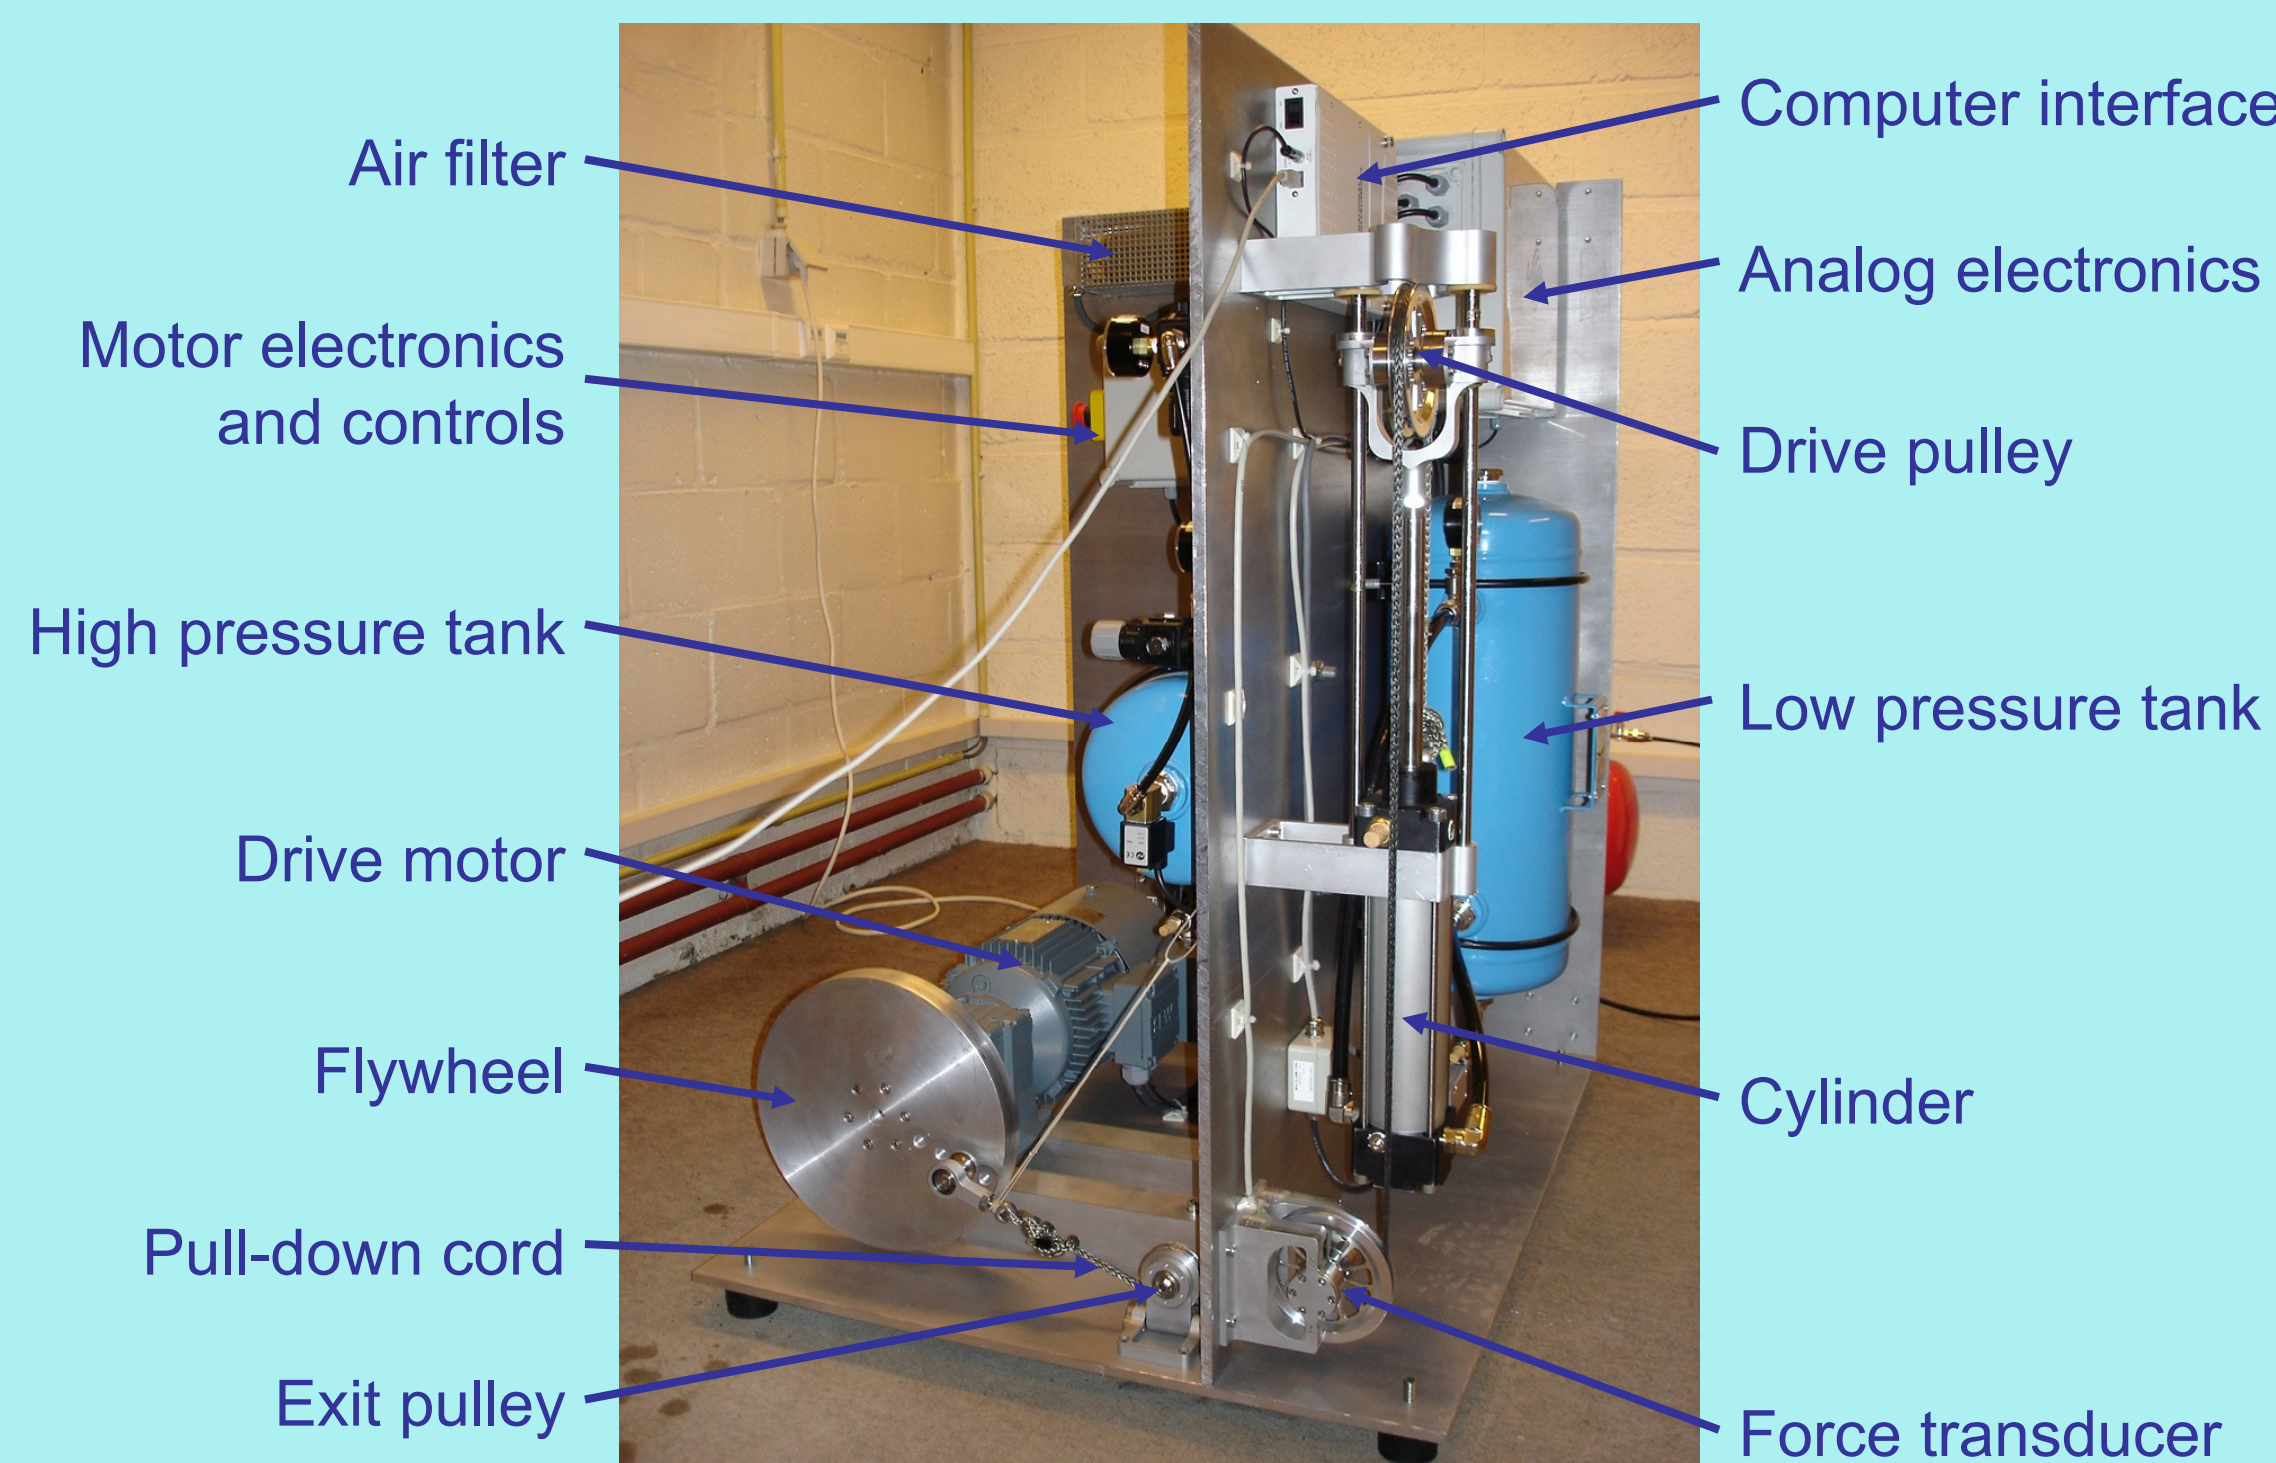 Air filter
Motor electronics
and controls
High pressure tank
Drive motor
Flywheel
Pull-down cord
Exit pulley
Computer interface
Analog electronics
Drive pulley
Low pressure tank
Cylinder
Force transducer